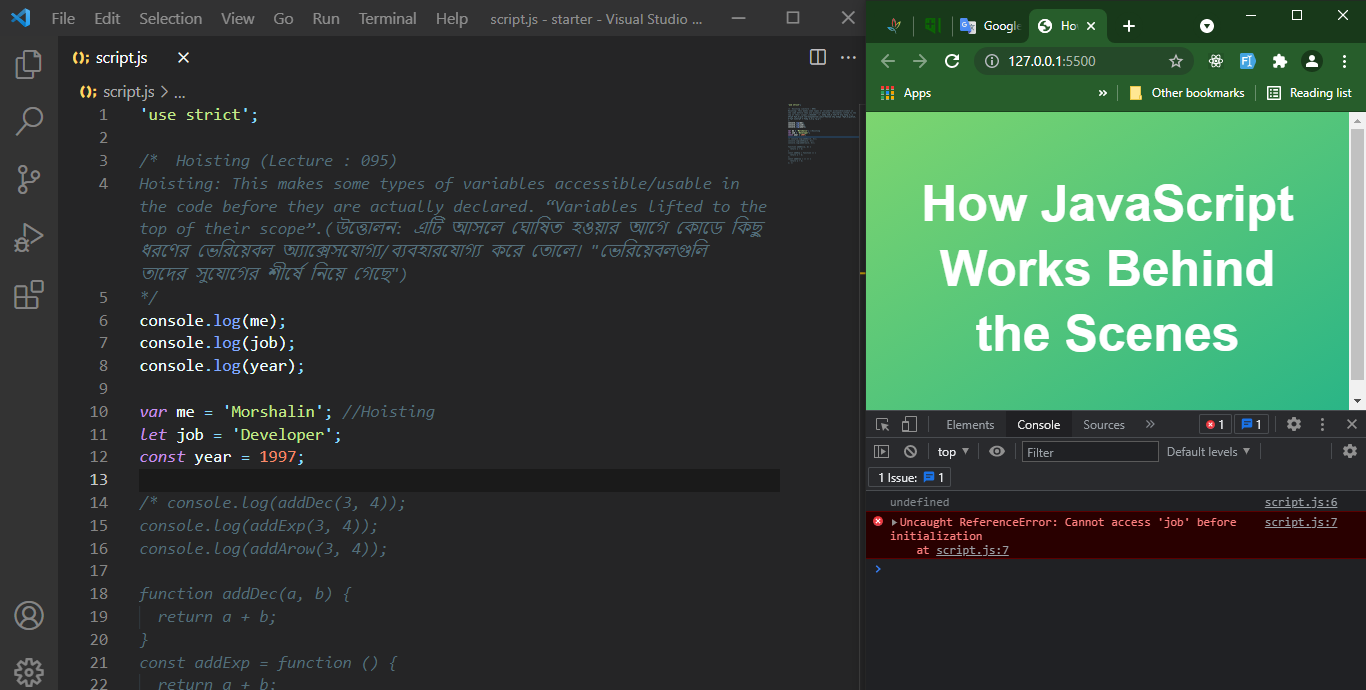 File Edit Selection View Go Run Terminal Help script.js - starter - Visual Studio ...
script.js
script.js > ...
1 'use strict';
2
3 /* Hoisting (Lecture : 095)
4 Hoisting: This makes some types of variables accessible/usable in
the code before they are actually declared. “Variables lifted to the
top of their scope”.(উত্তোলন: এটি আসলে ঘোষিত হওয়ার আগে কোডে কিছু
ধরণের ভেরিয়েবল অ্যাক্সেসযোগ্য/ব্যবহারযোগ্য করে তোলে। "ভেরিয়েবলগুলি
তাদের সুযোগের শীর্ষে নিয়ে গেছে")
5 */
6 console.log(me);
7 console.log(job);
8 console.log(year);
9
10 var me = 'Morshalin'; //Hoisting
11 let job = 'Developer';
12 const year = 1997;
13
14 /* console.log(addDec(3, 4));
15 console.log(addExp(3, 4));
16 console.log(addArow(3, 4));
17
18 function addDec(a, b) {
19 return a + b;
20 }
21 const addExp = function () {
22 return a + b;
Google
Ho
127.0.0.1:5500
Apps » Other bookmarks Reading list
How JavaScript
Works Behind
the Scenes
Elements Console Sources » 1 1
top Filter Default levels
1 Issue: 1
undefined script.js:6
Uncaught ReferenceError: Cannot access 'job' before script.js:7
initialization
at script.js:7